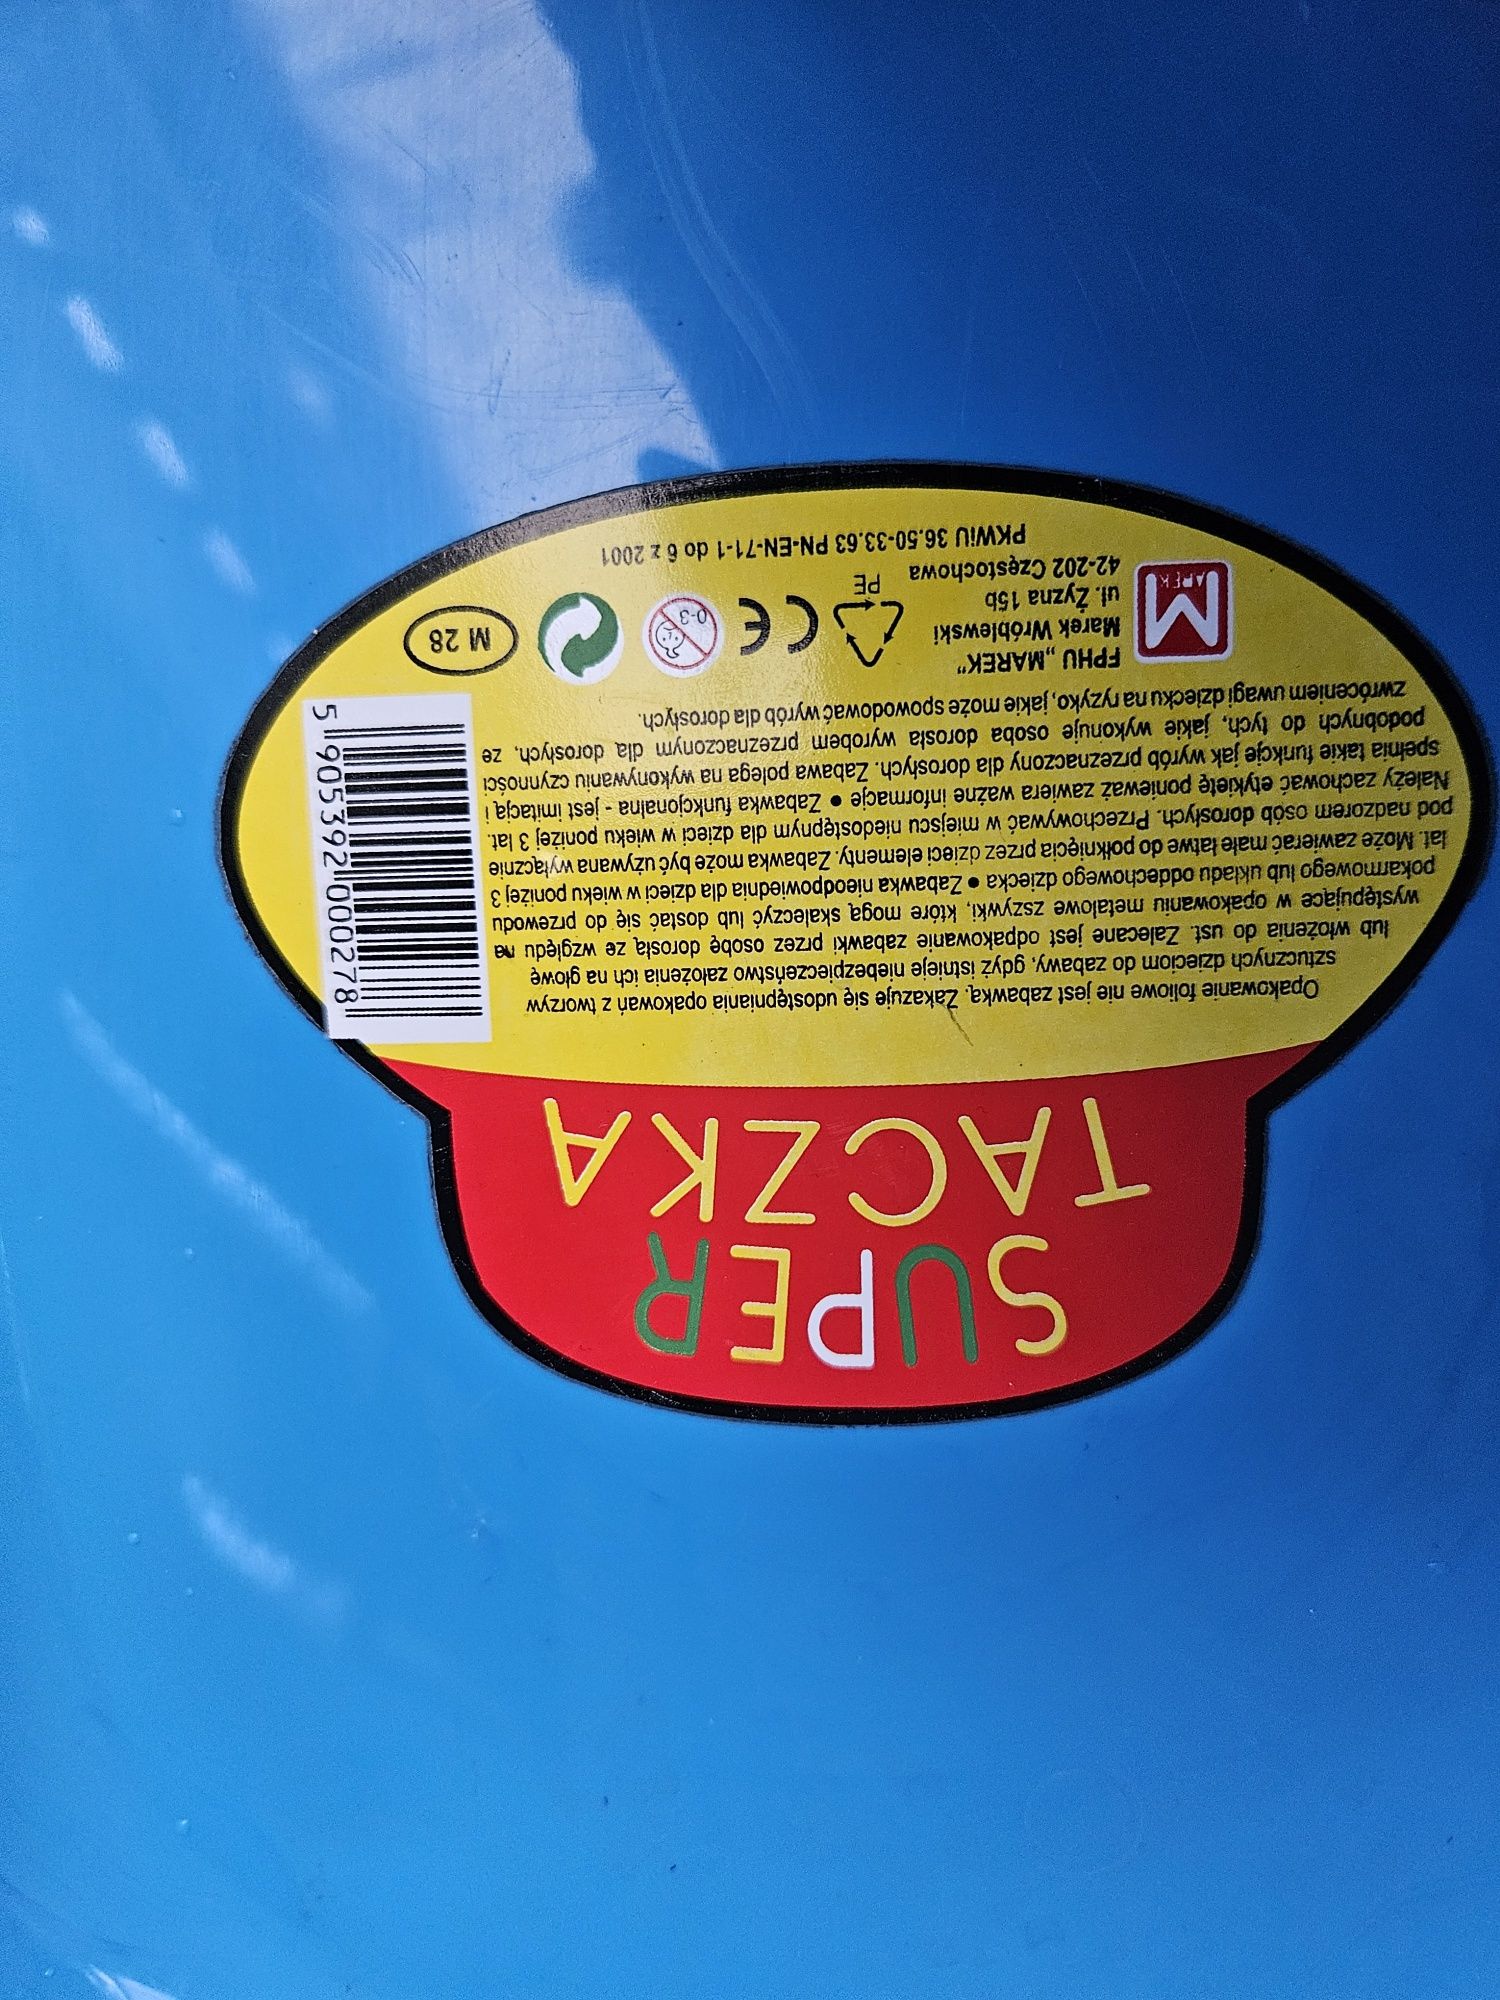 SUPER
TACZKA
Opakowanie foliowe nie jest zabawką. Zakazuje się udostępniania opakowań z tworzyw
sztucznych dzieciom do zabawy, gdyż istnieje niebezpieczeństwo założenia ich na głowę
lub włożenia do ust. Zalecane jest odpakowanie zabawki przez osobę dorosłą ze względu na
występujące w opakowaniu metalowe zszywki, które mogą skaleczyć lub dostać się do przewodu
pokarmowego lub układu oddechowego dziecka • Zabawka nieodpowiednia dla dzieci w wieku poniżej 3
lat. Może zawierać małe łatwe do połknięcia przez dzieci elementy. Zabawka może być używana wyłącznie
pod nadzorem osób dorosłych. Przechowywać w miejscu niedostępnym dla dzieci w wieku poniżej 3 lat.
Należy zachować etykietę ponieważ zawiera ważne informacje • Zabawka funkcjonalna - jest imitacją i
spełnia takie funkcje jak wyrób przeznaczony dla dorosłych. Zabawa polega na wykonywaniu czynności
podobnych do tych, jakie wykonuje osoba dorosła wyrobem przeznaczonym dla dorosłych, ze
zwróceniem uwagi dziecku na ryzyko, jakie może spowodować wyrób dla dorosłych.
5 905392 000278
MAREK
FPHU „MAREK"
Marek Wróblewski
ul. Żyzna 15b
42-202 Częstochowa
PE
CE
0-3
M 28
PKWiU 36.50-33.63 PN-EN-71-1 do 6 z 2001